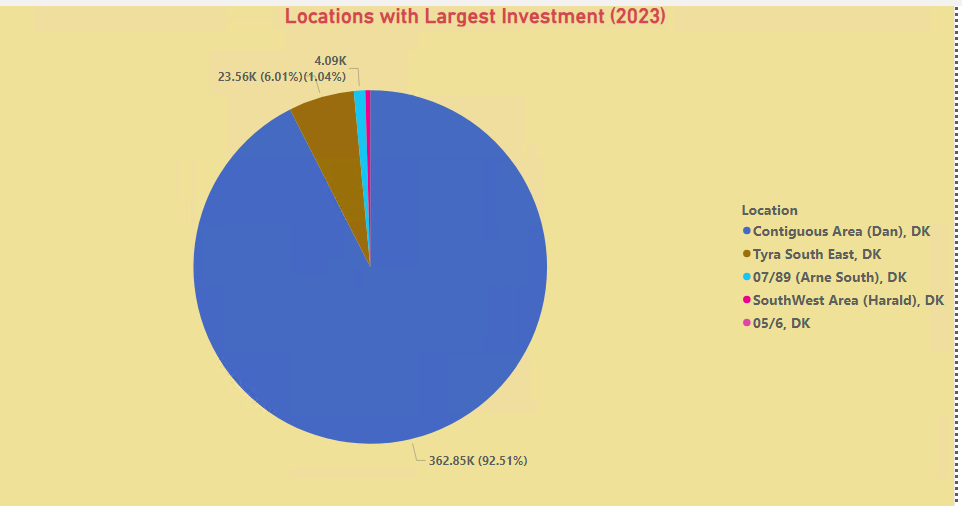 Locations with Largest Investment (2023)
4.09K
23.56K (6.01%)(1.04%)
Location
Contiguous Area (Dan), DK
Tyra South East, DK
07/89 (Arne South), DK
SouthWest Area (Harald), DK
05/6, DK
362.85K (92.51%)